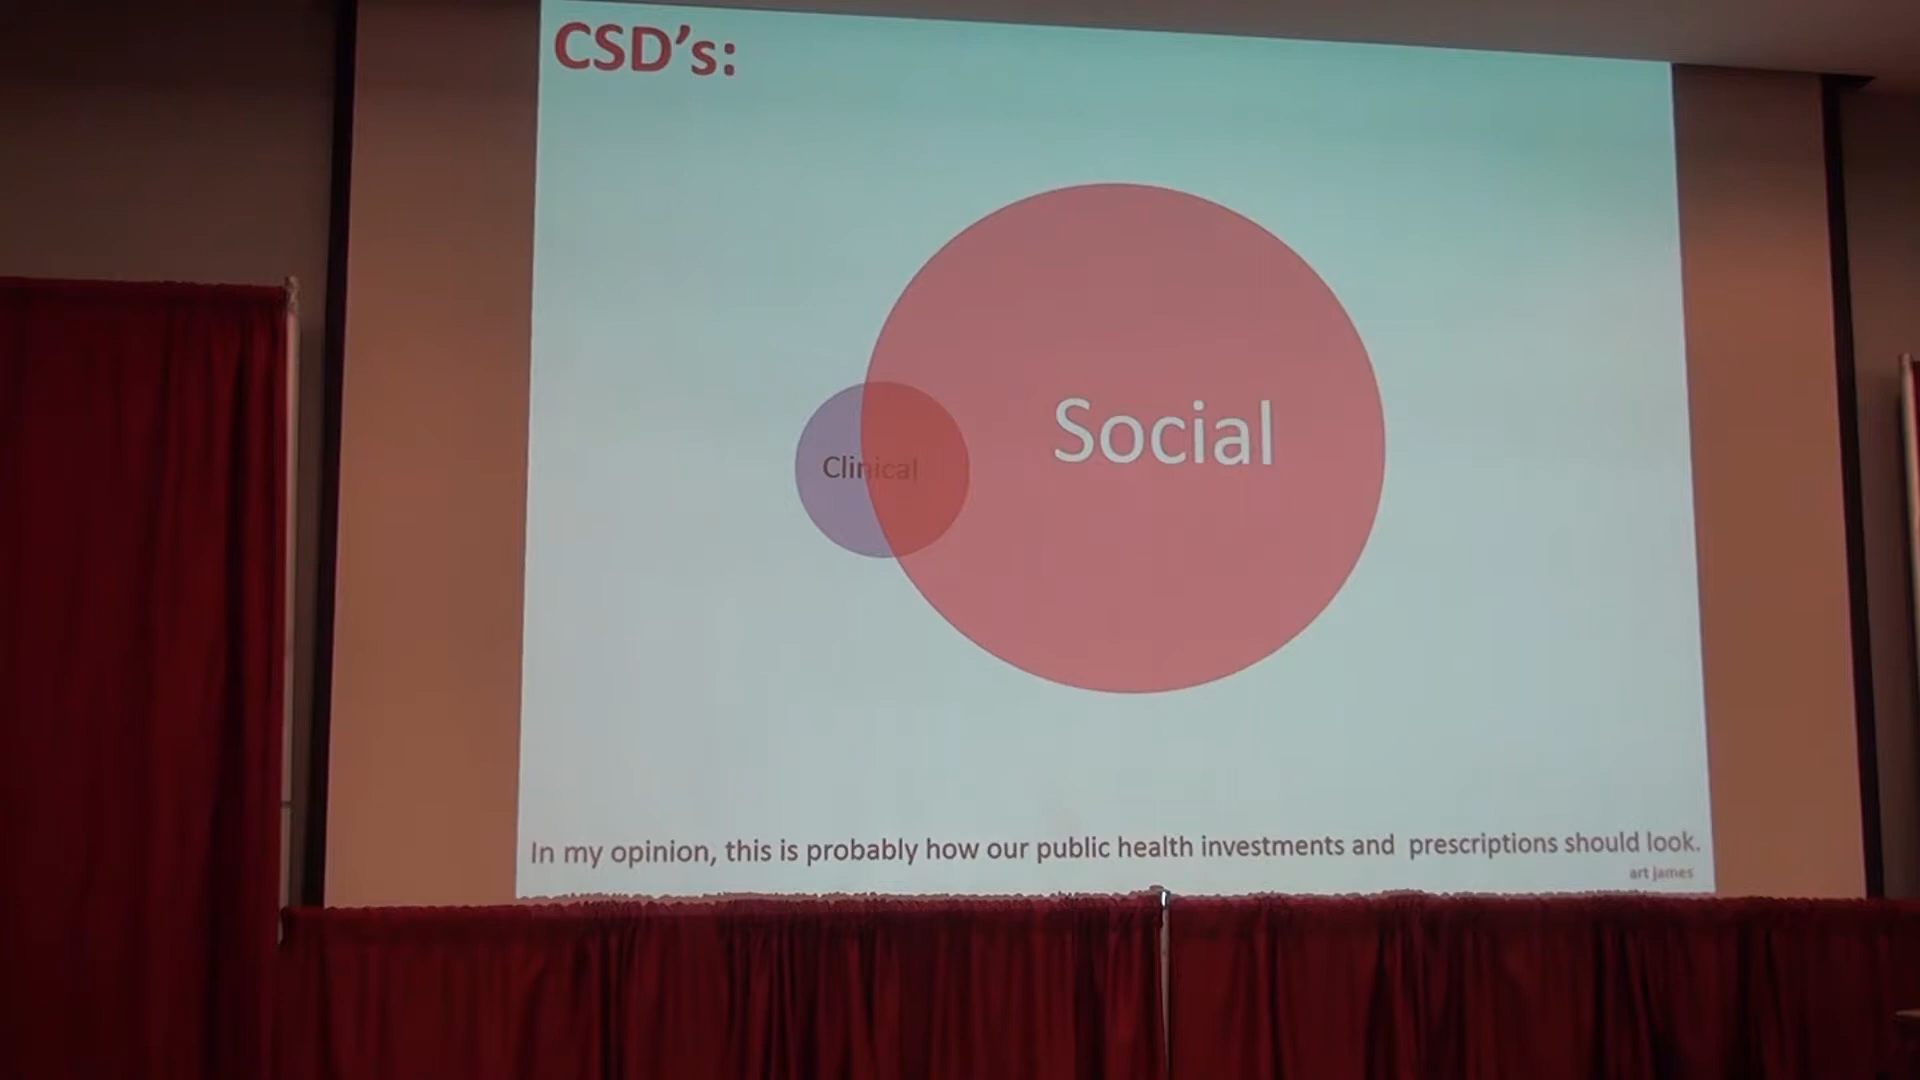 CSD’s:
Social
Clinical
In my opinion, this is probably how our public health investments and prescriptions should look.
art james